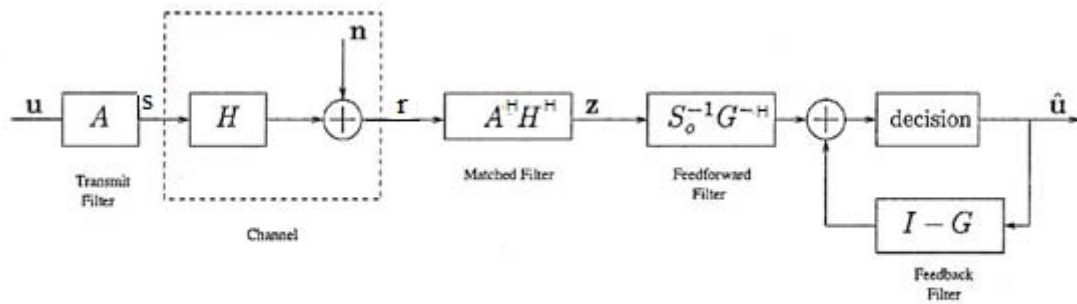 n
u
A
s
H
r
A^H H^H
z
S_o^{-1} G^{-H}
decision
û
Transmit
Filter
Matched Filter
Feedforward
Filter
Channel
I − G
Feedback
Filter